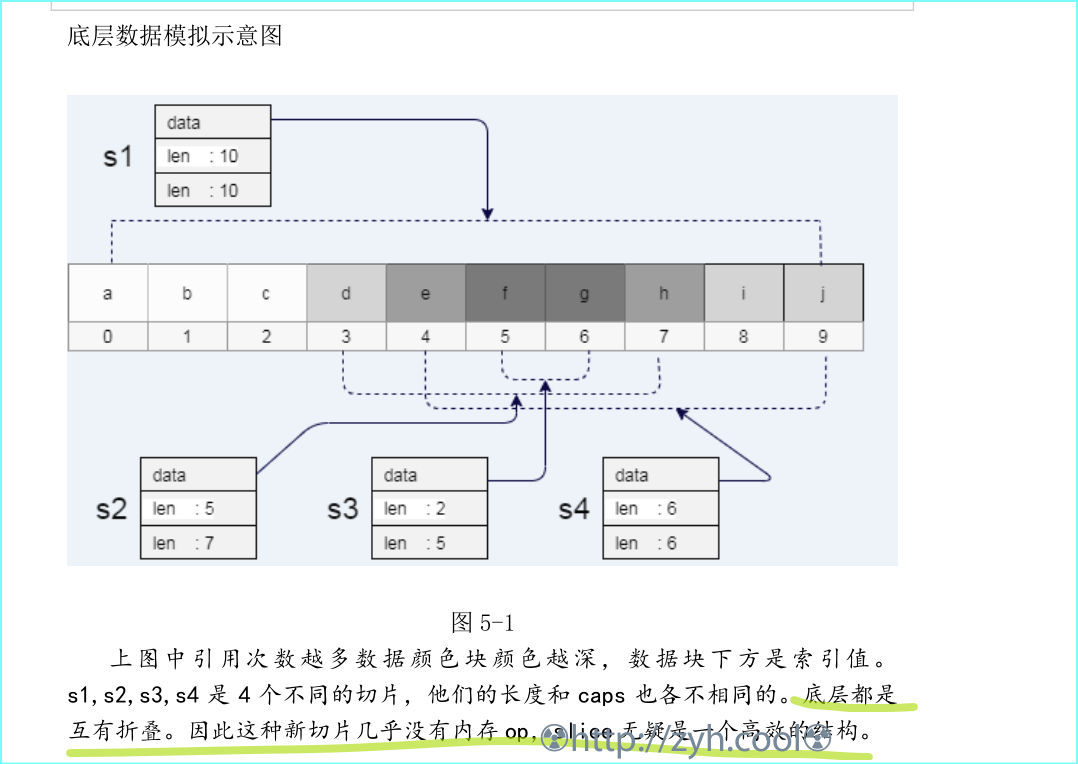 底层数据模拟示意图
data
s1
len : 10
len : 10
a b c d e f g h i j
0 1 2 3 4 5 6 7 8 9
data data data
s2 len : 5 s3 len : 2 s4 len : 6
len : 7 len : 5 len : 6
图 5-1
上图中引用次数越多数据颜色块颜色越深，数据块下方是索引值。
s1,s2,s3,s4 是 4 个不同的切片，他们的长度和 caps 也各不相同的。底层都是
互有折叠。因此这种新切片几乎没有内存 op，slice 无疑是一个高效的结构。
http://zyh.cool